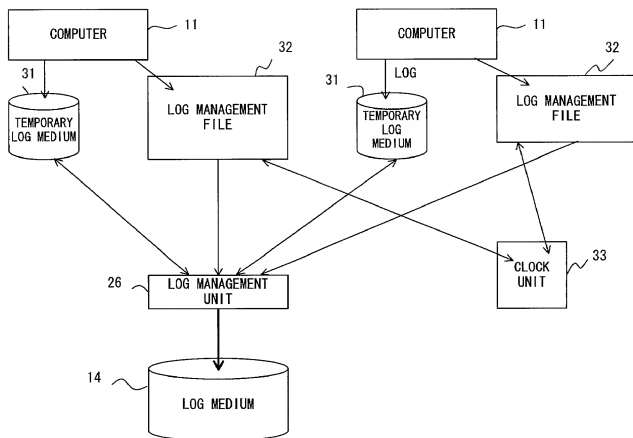 COMPUTER
11
COMPUTER
11
31
32
31
LOG
32
TEMPORARY
LOG MEDIUM
LOG MANAGEMENT
FILE
TEMPORARY
LOG
MEDIUM
LOG MANAGEMENT
FILE
26
LOG MANAGEMENT
UNIT
CLOCK
UNIT
33
14
LOG MEDIUM